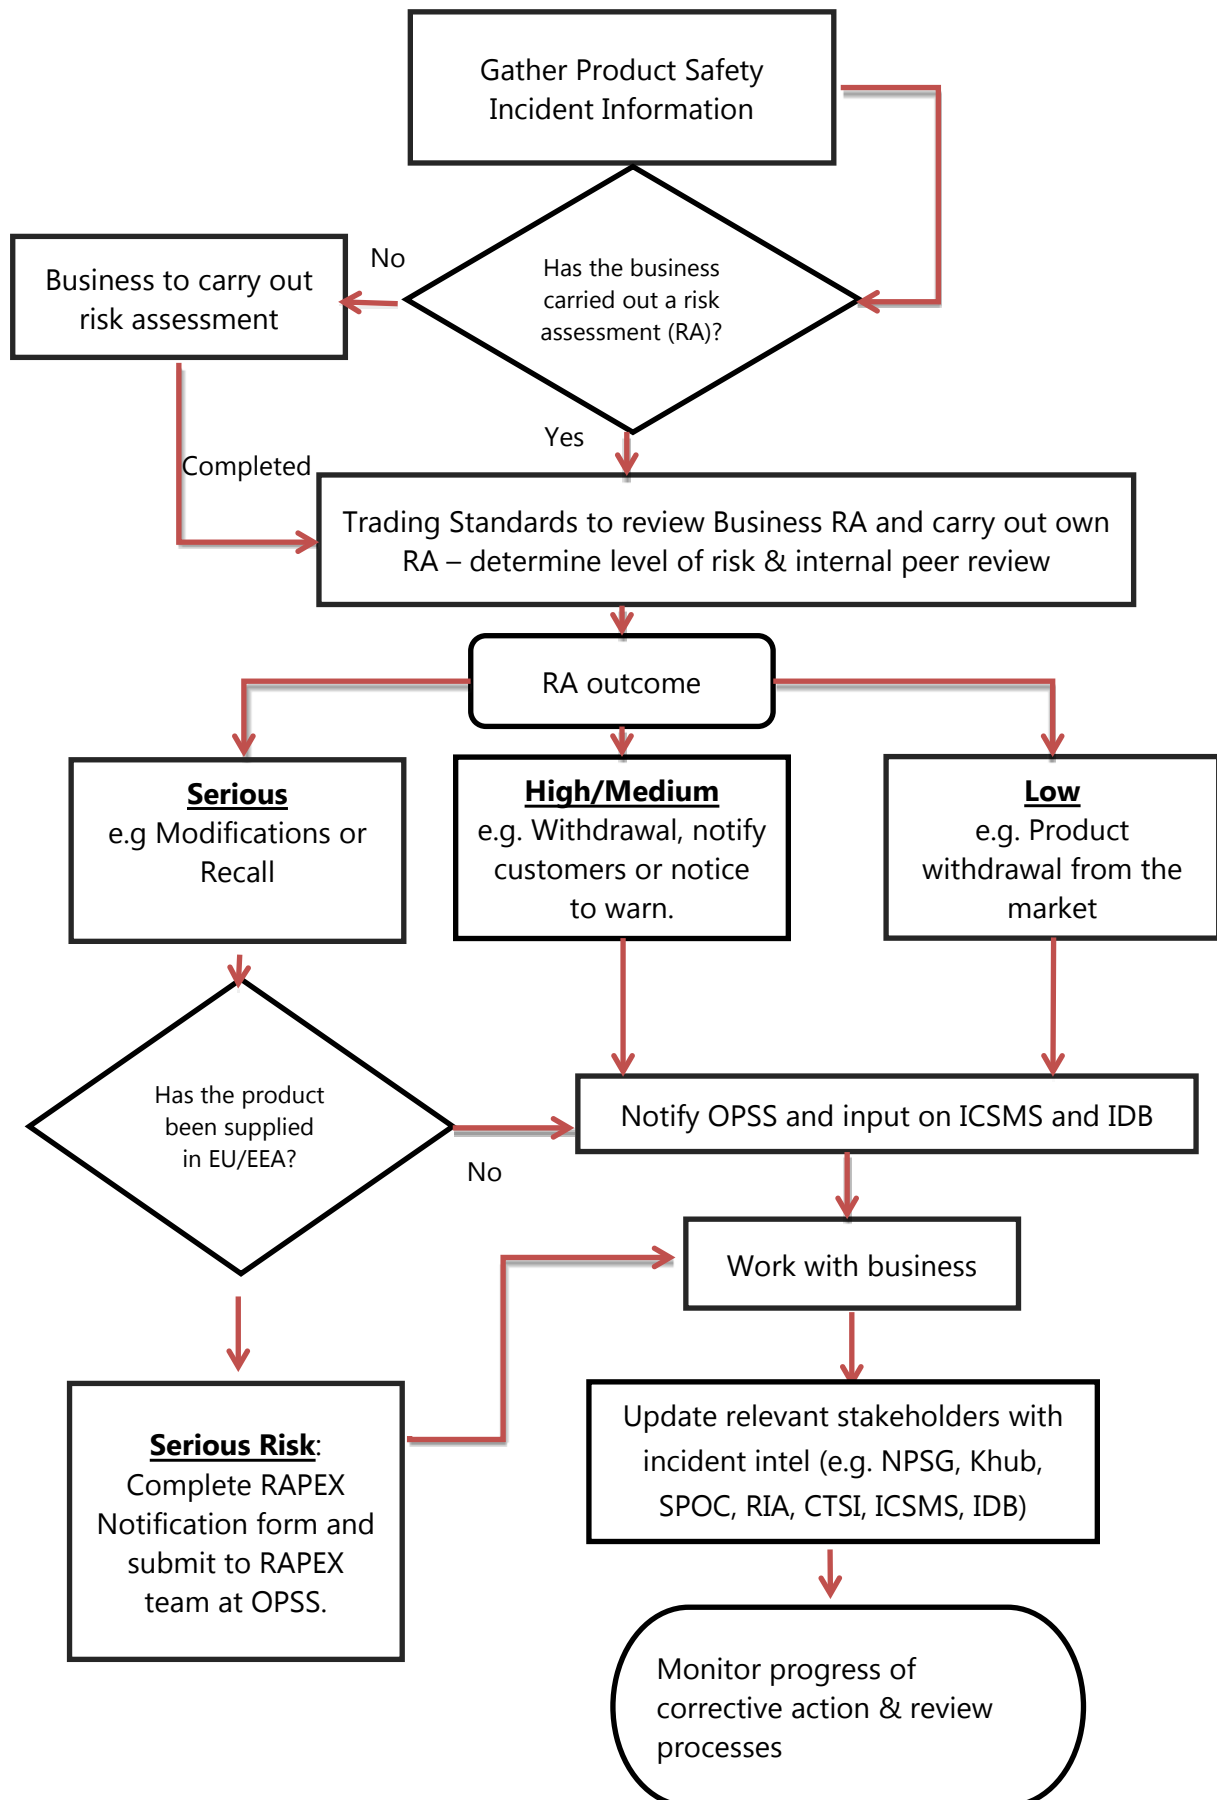 Gather Product Safety
Incident Information
No
Has the business
carried out a risk
assessment (RA)?
Business to carry out
risk assessment
Yes
Completed
Trading Standards to review Business RA and carry out own
RA – determine level of risk & internal peer review
RA outcome
Serious
e.g Modifications or
Recall
High/Medium
e.g. Withdrawal, notify
customers or notice
to warn.
Low
e.g. Product
withdrawal from the
market
Has the product
been supplied
in EU/EEA?
No
Notify OPSS and input on ICSMS and IDB
Work with business
Serious Risk:
Complete RAPEX
Notification form and
submit to RAPEX
team at OPSS.
Update relevant stakeholders with
incident intel (e.g. NPSG, Khub,
SPOC, RIA, CTSI, ICSMS, IDB)
Monitor progress of
corrective action & review
processes